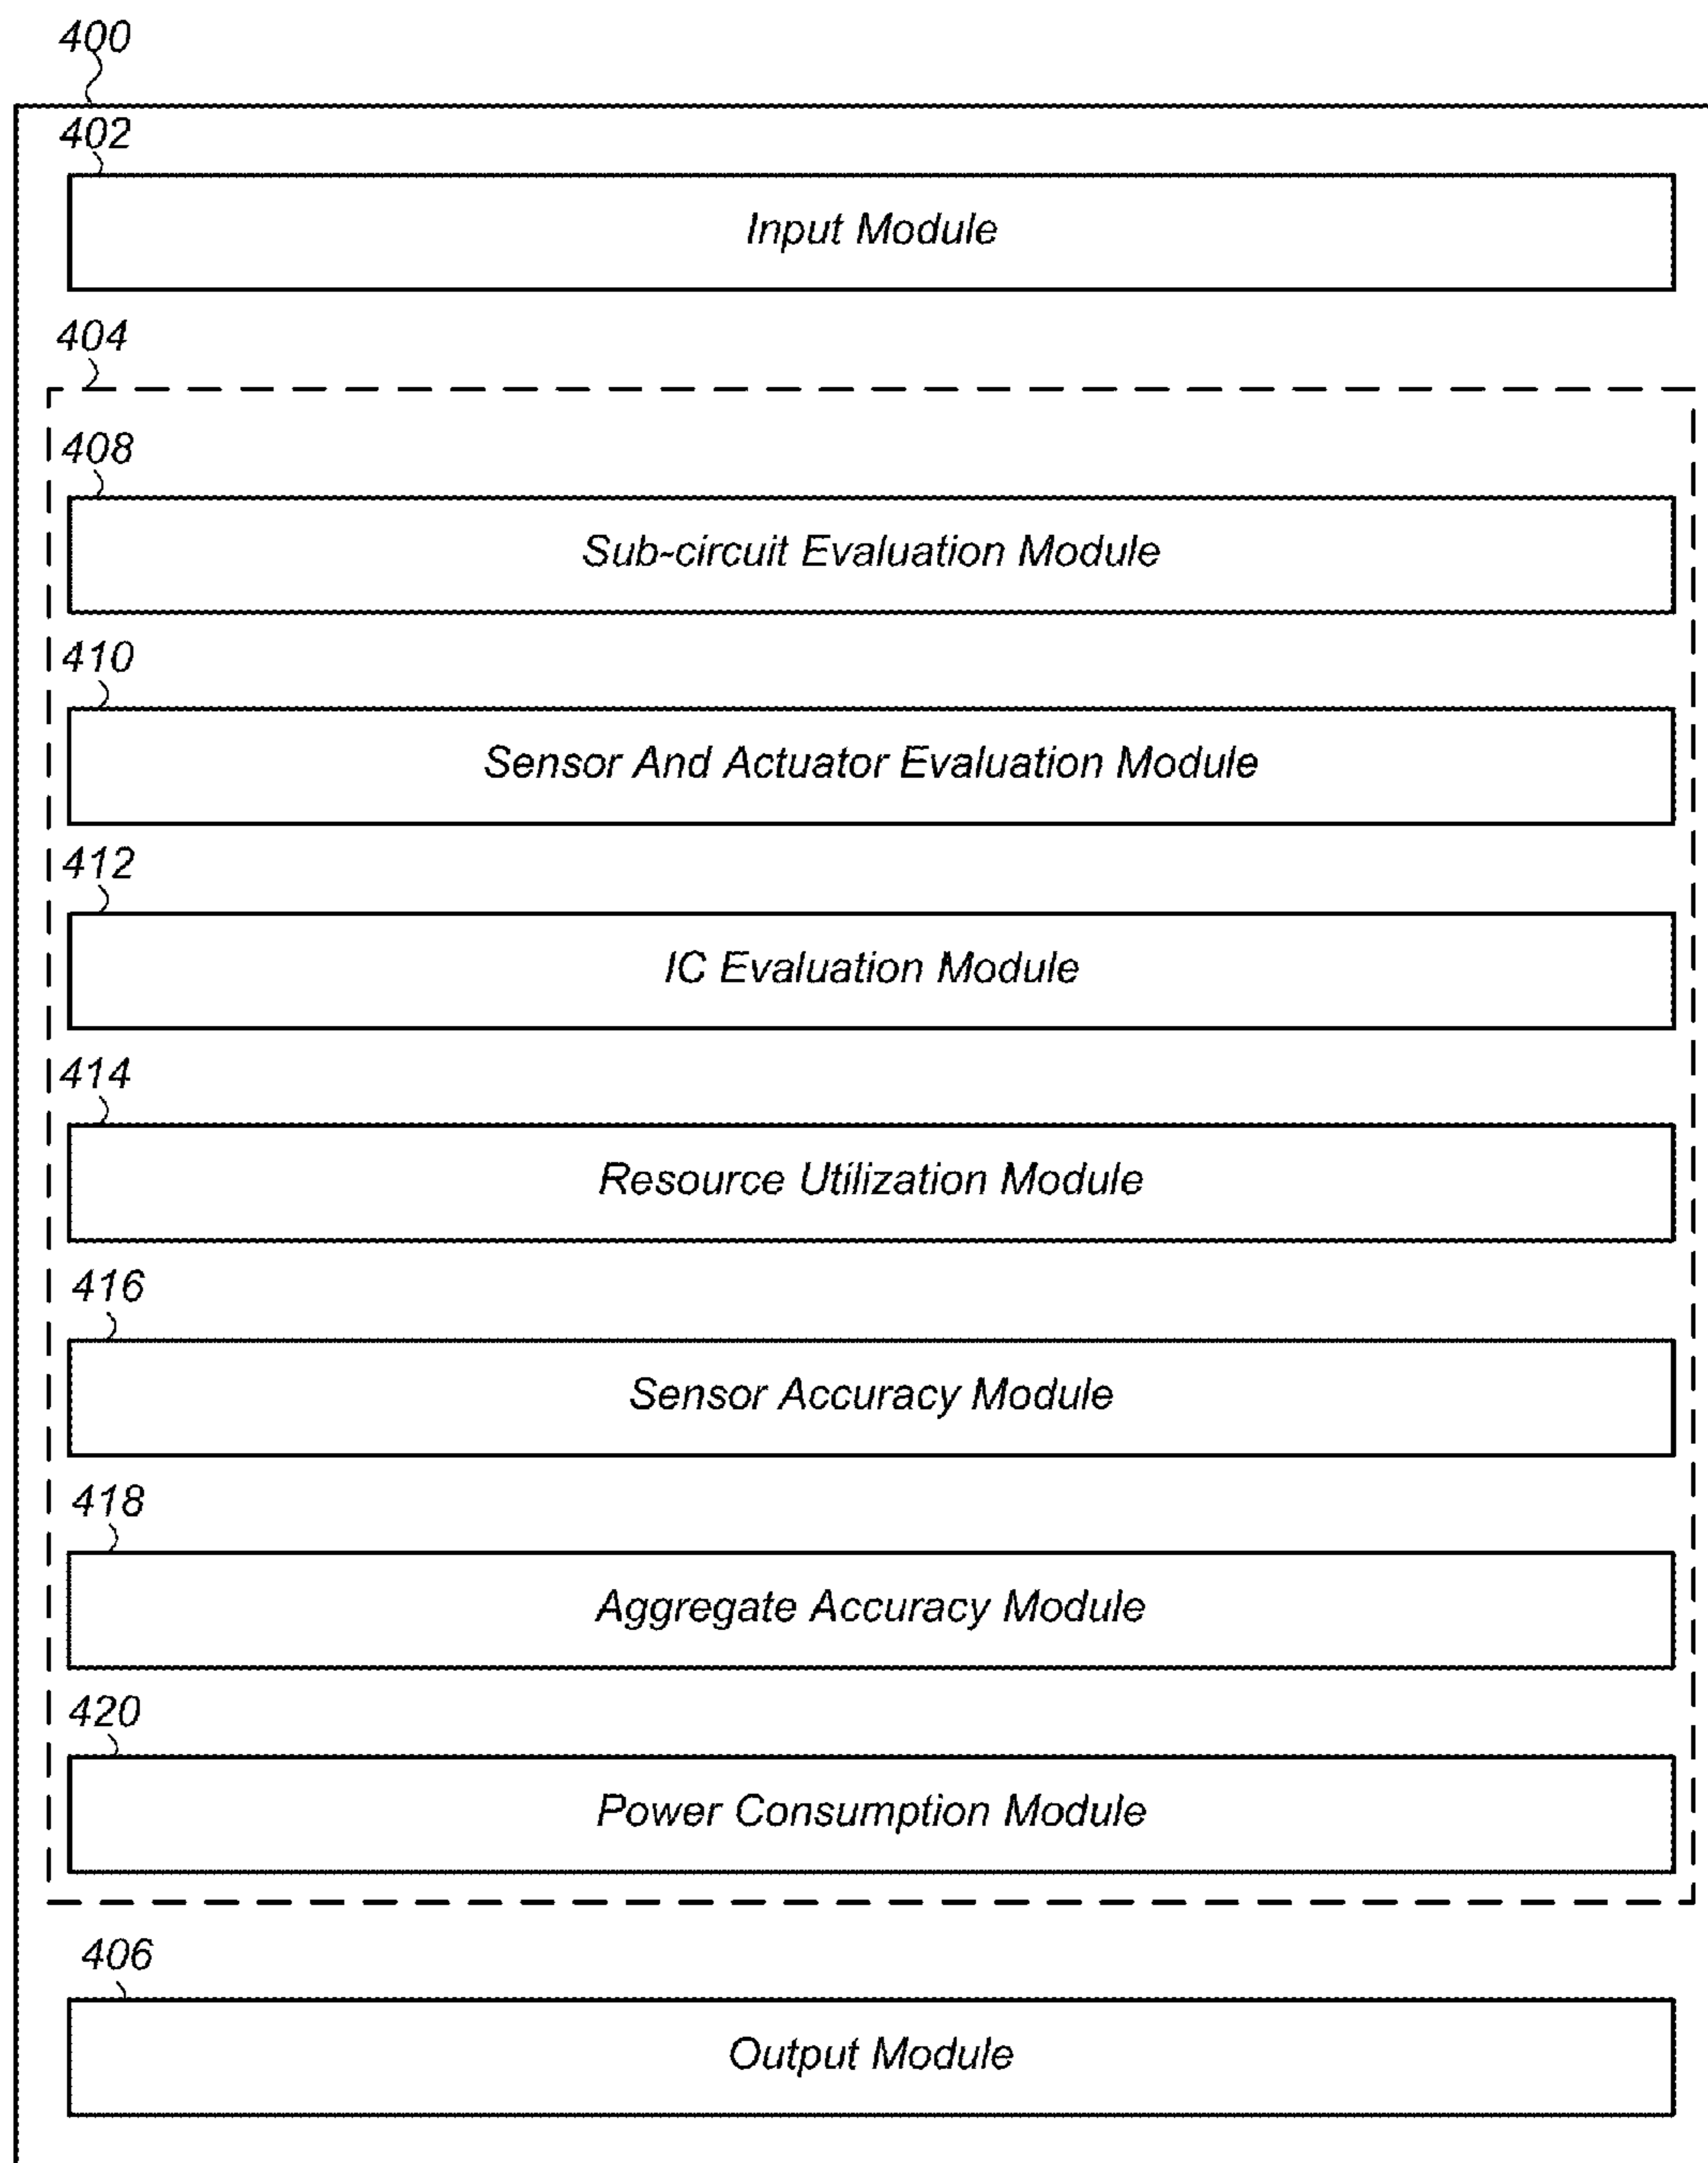 400
402
Input Module
404
408
Sub-circuit Evaluation Module
410
Sensor And Actuator Evaluation Module
412
IC Evaluation Module
414
Resource Utilization Module
416
Sensor Accuracy Module
418
Aggregate Accuracy Module
420
Power Consumption Module
406
Output Module